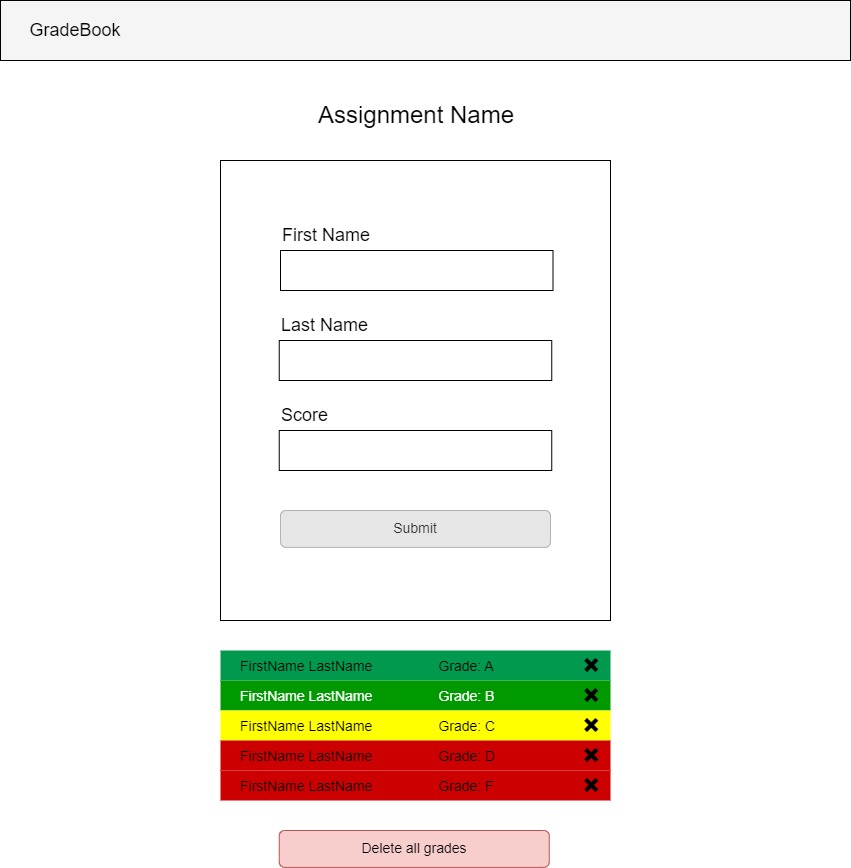 GradeBook
Assignment Name
First Name
Last Name
Score
Submit
FirstName LastName Grade: A
FirstName LastName Grade: B
FirstName LastName Grade: C
FirstName LastName Grade: D
FirstName LastName Grade: F
Delete all grades